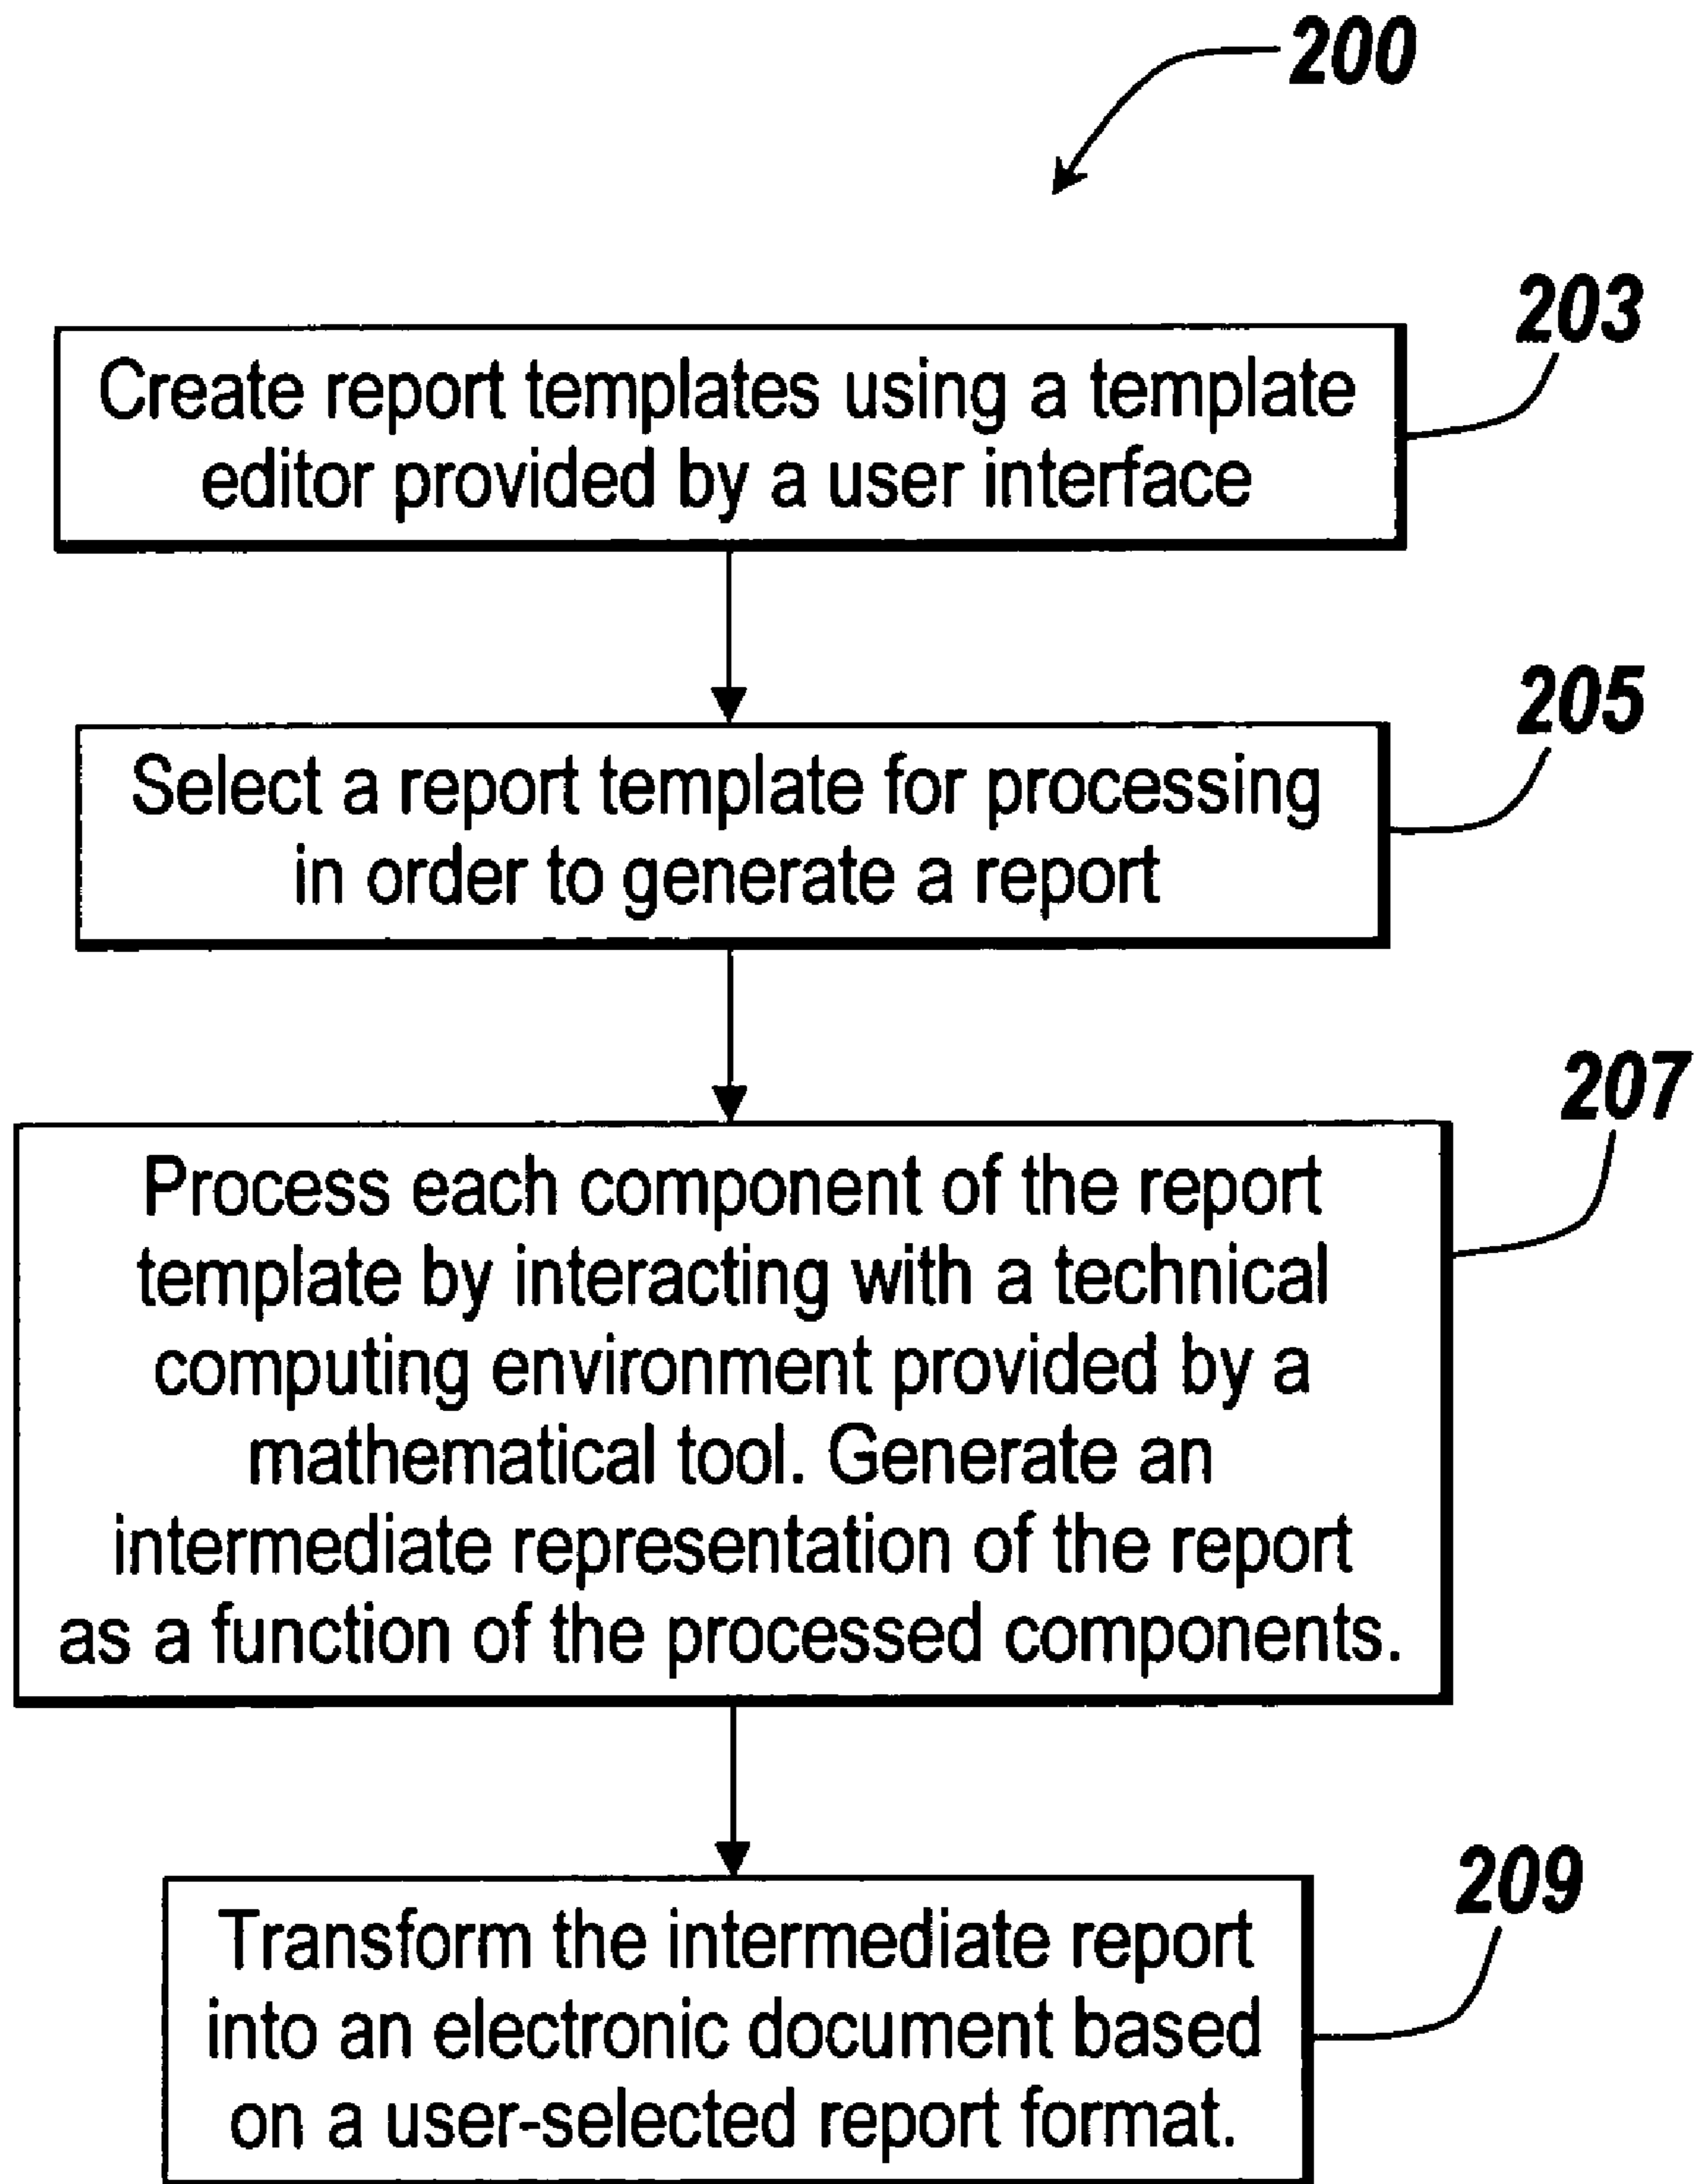 200
203
Create report templates using a template
editor provided by a user interface
205
Select a report template for processing
in order to generate a report
207
Process each component of the report
template by interacting with a technical
computing environment provided by a
mathematical tool. Generate an
intermediate representation of the report
as a function of the processed components.
209
Transform the intermediate report
into an electronic document based
on a user-selected report format.